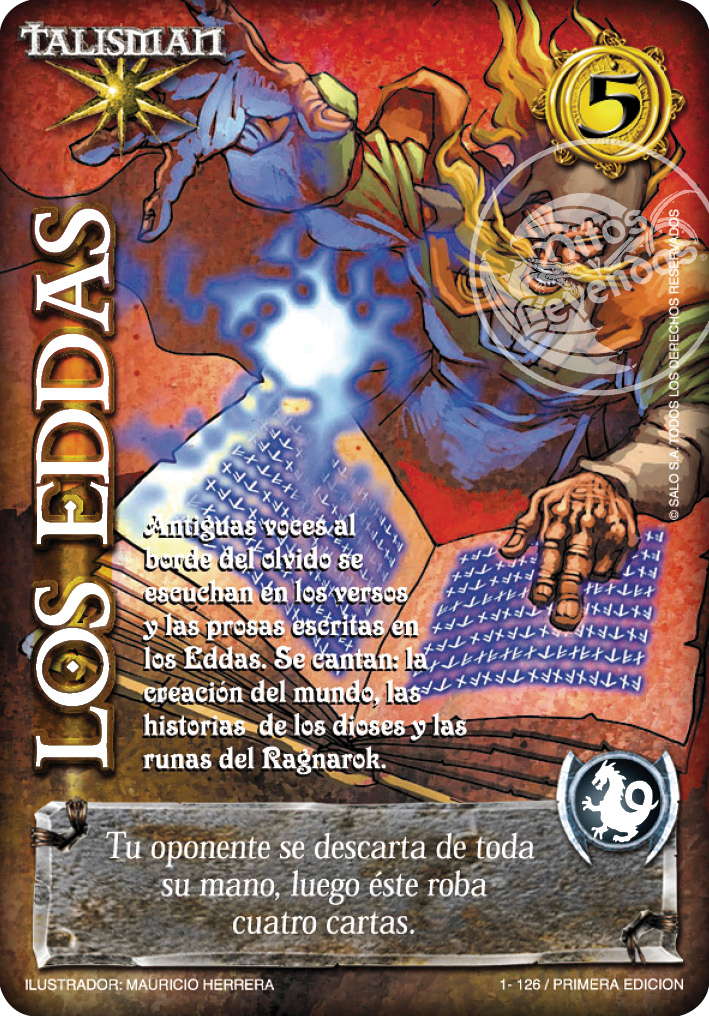 TALISMAN
5
Mitos
Leyendas
LOS EDDAS
© SALO S.A. TODOS LOS DERECHOS RESERVADOS
Antiguas voces al
borde del olvido se
escuchan en los versos
y las prosas escritas en
los Eddas. Se cantan: la
creación del mundo, las
historias de los dioses y las
runas del Ragnarok.
Tu oponente se descarta de toda
su mano, luego éste roba
cuatro cartas.
ILUSTRADOR: MAURICIO HERRERA
1- 126 / PRIMERA EDICION